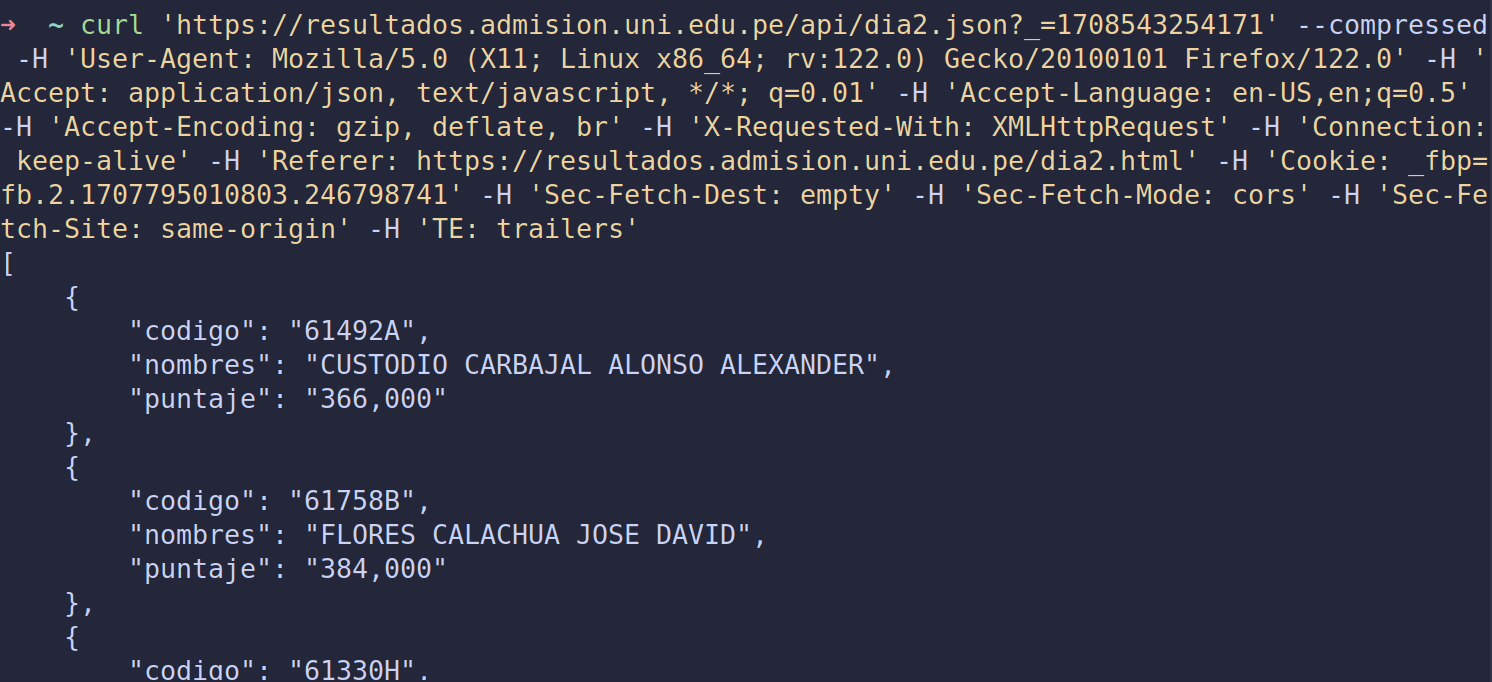 ➜  ~ curl 'https://resultados.admision.uni.edu.pe/api/dia2.json?_=1708543254171' --compressed
 -H 'User-Agent: Mozilla/5.0 (X11; Linux x86_64; rv:122.0) Gecko/20100101 Firefox/122.0' -H '
Accept: application/json, text/javascript, */*; q=0.01' -H 'Accept-Language: en-US,en;q=0.5'
-H 'Accept-Encoding: gzip, deflate, br' -H 'X-Requested-With: XMLHttpRequest' -H 'Connection:
 keep-alive' -H 'Referer: https://resultados.admision.uni.edu.pe/dia2.html' -H 'Cookie: _fbp=
fb.2.1707795010803.246798741' -H 'Sec-Fetch-Dest: empty' -H 'Sec-Fetch-Mode: cors' -H 'Sec-Fe
tch-Site: same-origin' -H 'TE: trailers'
[
    {
        "codigo": "61492A",
        "nombres": "CUSTODIO CARBAJAL ALONSO ALEXANDER",
        "puntaje": "366,000"
    },
    {
        "codigo": "61758B",
        "nombres": "FLORES CALACHUA JOSE DAVID",
        "puntaje": "384,000"
    },
    {
        "codigo": "61330H",